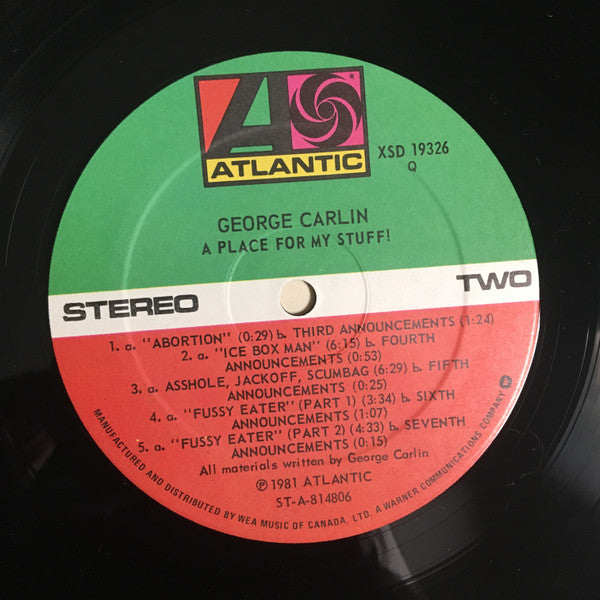 ATLANTIC
XSD 19326
Q
GEORGE CARLIN
A PLACE FOR MY STUFF!
STEREO
TWO
1. a. "ABORTION" (0:29) b. THIRD ANNOUNCEMENTS (1:24)
2. a. "ICE BOX MAN" (6:15) b. FOURTH
ANNOUNCEMENTS (0:53)
3. a. ASSHOLE, JACKOFF, SCUMBAG (6:29) b. FIFTH
ANNOUNCEMENTS (0:25)
4. a. "FUSSY EATER" (PART 1) (3:34) b. SIXTH
ANNOUNCEMENTS (1:07)
5. a. "FUSSY EATER" (PART 2) (4:33) b. SEVENTH
ANNOUNCEMENTS (0:15)
All materials written by George Carlin
℗ 1981 ATLANTIC
ST-A-814806
MANUFACTURED AND DISTRIBUTED BY WEA MUSIC OF CANADA, LTD. A WARNER COMMUNICATIONS COMPANY